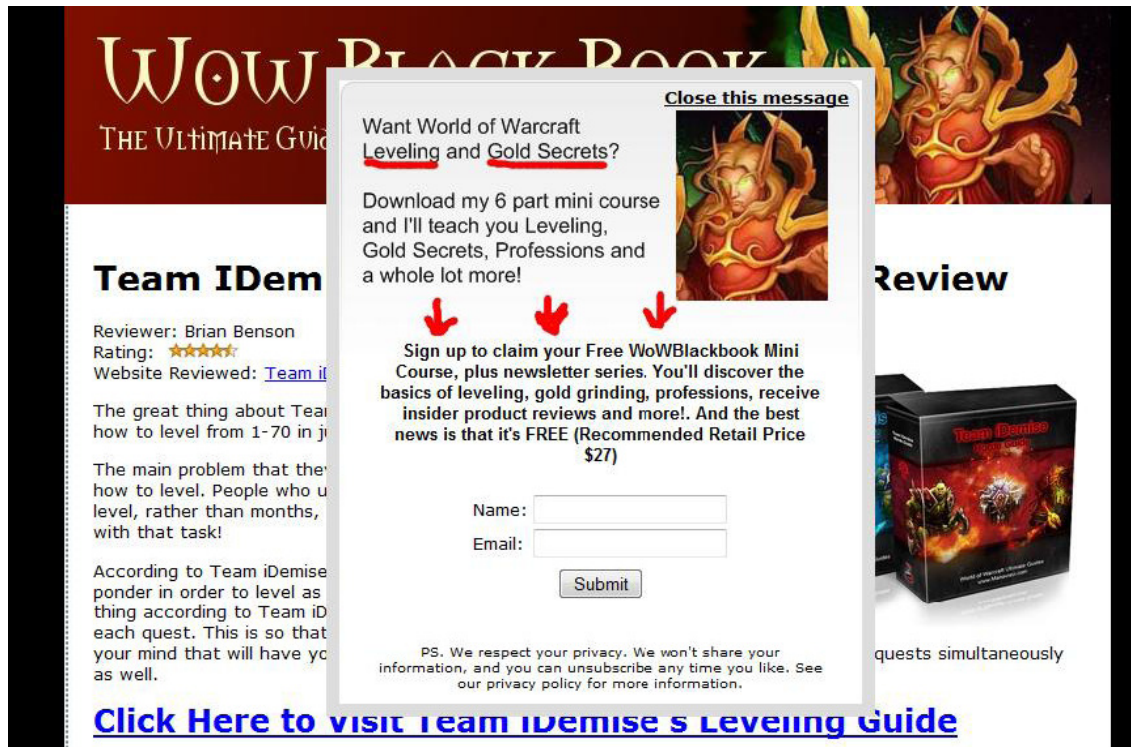 WoW Black Book
The Ultimate
Close this message
Want World of Warcraft
Leveling and Gold Secrets?
Download my 6 part mini course
and I'll teach you Leveling,
Gold Secrets, Professions and
a whole lot more!
Sign up to claim your Free WoWBlackbook Mini
Course, plus newsletter series. You'll discover the
basics of leveling, gold grinding, professions, receive
insider product reviews and more!. And the best
news is that it's FREE (Recommended Retail Price
$27)
Name:
Email:
Submit
PS. We respect your privacy. We won't share your
information, and you can unsubscribe any time you like. See
our privacy policy for more information.
Team
Review
Reviewer: Brian Benson
Rating:
Website Reviewed: Team
The great thing about
how to level from 1-70 in
The main problem that
how to level. People who
level, rather than months,
with that task!
According to Team iDemise
ponder in order to level as
thing according to Team
each quest. This is so that
your mind that will have
quests simultaneously
as well.
Team iDemise
World of Warcraft Ultimate Guides
Click Here to Visit Team iDemise's Leveling Guide